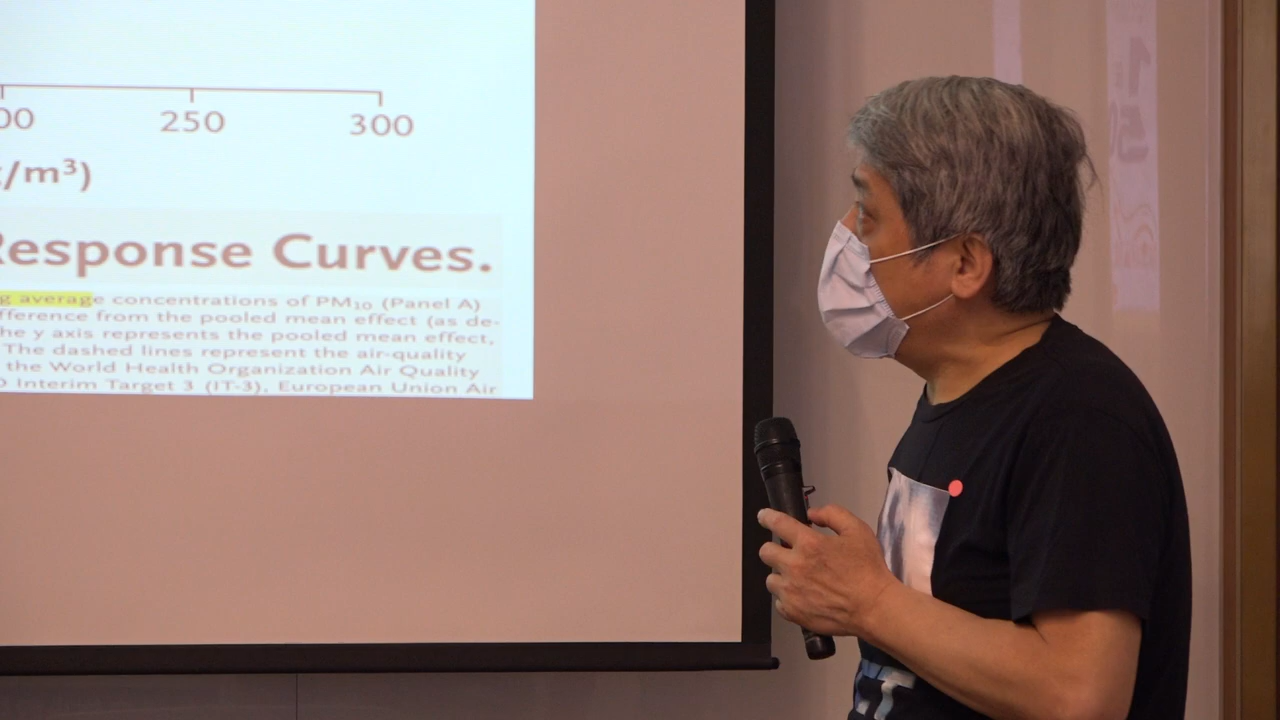 00 250 300
/m³)
Response Curves.
g average concentrations of PM₁₀ (Panel A)
fference from the pooled mean effect (as de-
he y axis represents the pooled mean effect,
The dashed lines represent the air-quality
the World Health Organization Air Quality
O Interim Target 3 (IT-3), European Union Air